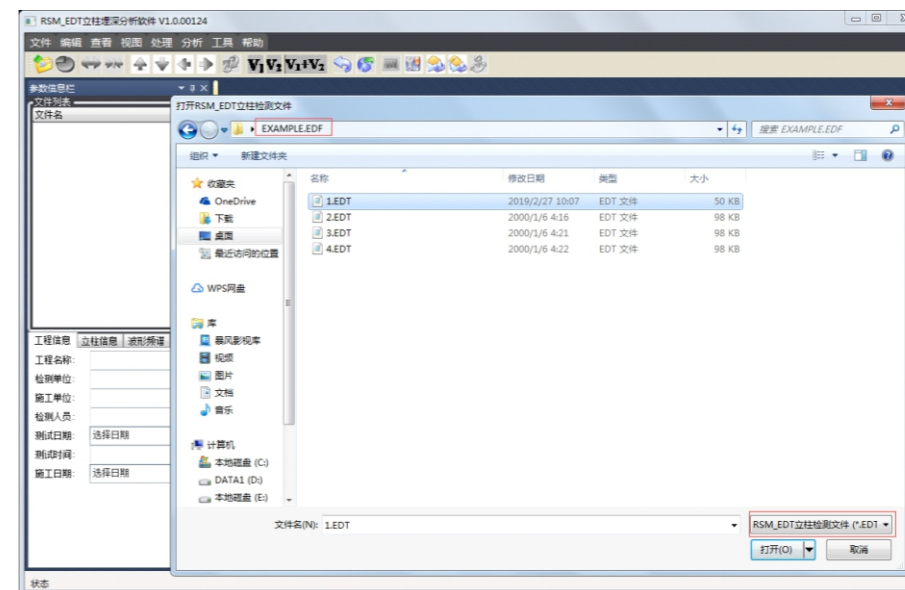 RSM_EDT立柱埋深分析软件 V1.0.00124
文件 编辑 查看 视图 处理 分析 工具 帮助
V1 V2 V1+V2
参数信息栏
文件列表
文件名
打开RSM_EDT立柱检测文件
EXAMPLE.EDF
搜索 EXAMPLE.EDF
组织 新建文件夹
收藏夹
OneDrive
下载
桌面
最近访问的位置
WPS网盘
库
暴风影视库
视频
图片
文档
音乐
计算机
本地磁盘 (C:)
DATA1 (D:)
本地磁盘 (E:)
名称 修改日期 类型 大小
1.EDT 2019/2/27 10:07 EDT 文件 50 KB
2.EDT 2000/1/6 4:16 EDT 文件 98 KB
3.EDT 2000/1/6 4:21 EDT 文件 98 KB
4.EDT 2000/1/6 4:22 EDT 文件 98 KB
文件名(N): 1.EDT
RSM_EDT立柱检测文件 (*.EDT
打开(O) 取消
工程信息 立柱信息 波形频谱
工程名称:
检测单位:
施工单位:
检测人员:
测试日期: 选择日期
测试时间:
施工日期: 选择日期
状态